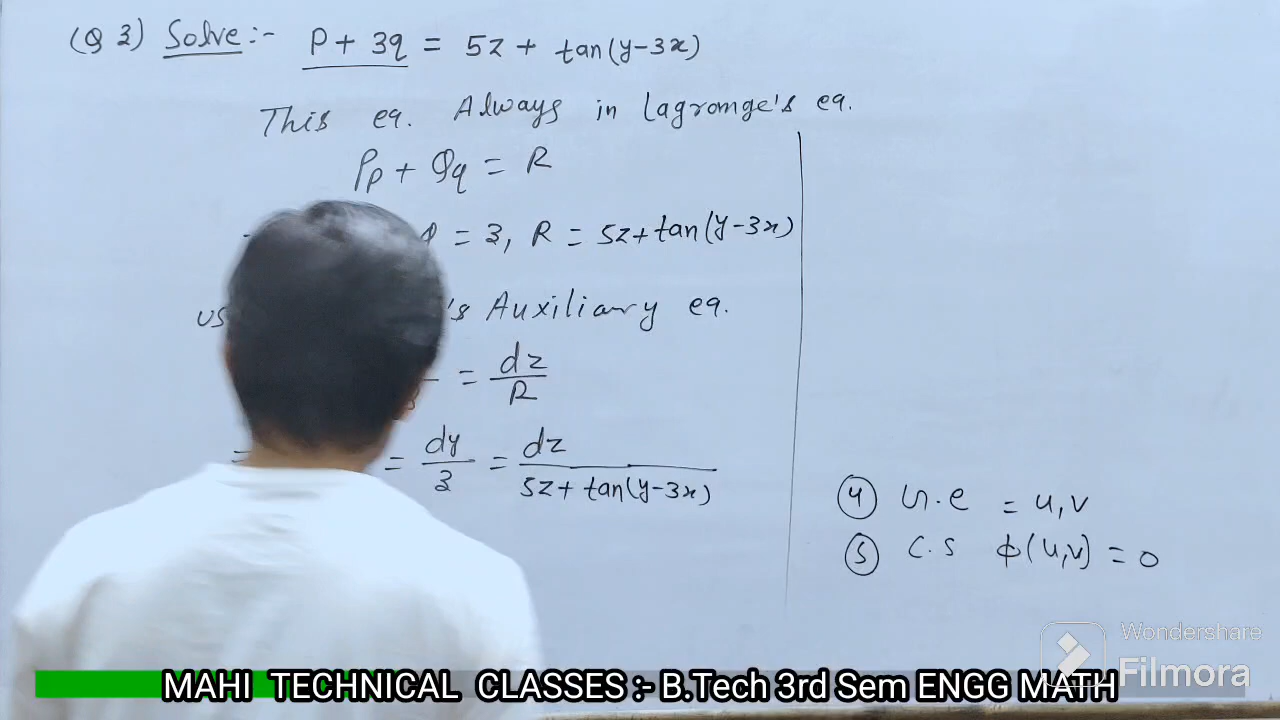 (Q 3) Solve:- p + 3q = 5z + tan(y-3x)
This eq. Always in Lagromge's eq.
Pp + Qq = R
= 3, R = 5z+tan(y-3x)
's Auxiliary eq.
= dz/R
= dy/3 = dz/5z+ tan(y-3x)
④ G.e = u,v
⑤ C.S ϕ(u,v) = 0
Wondershare
Filmora
MAHI TECHNICAL CLASSES :- B.Tech 3rd Sem ENGG MATH